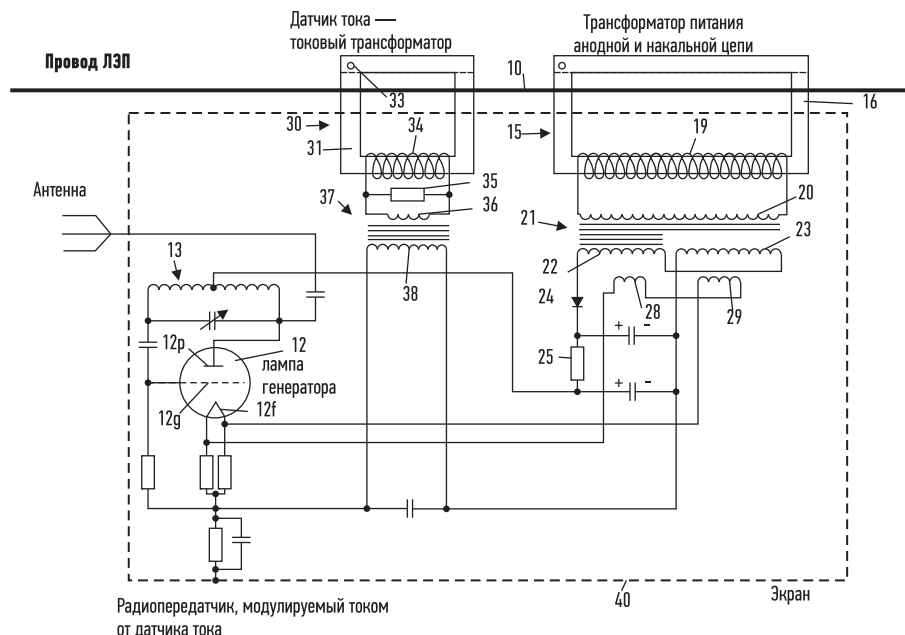 Датчик тока —
токовый трансформатор
Трансформатор питания
анодной и накальной цепи
Провод ЛЭП
10
33
16
30
34
15
19
31
35
37
36
20
Антенна
21
23
13
22
38
24
28
29
12p
12
лампа
генератора
25
12g
12f
+ -
+ -
40
Экран
Радиопередатчик, модулируемый током
от датчика тока